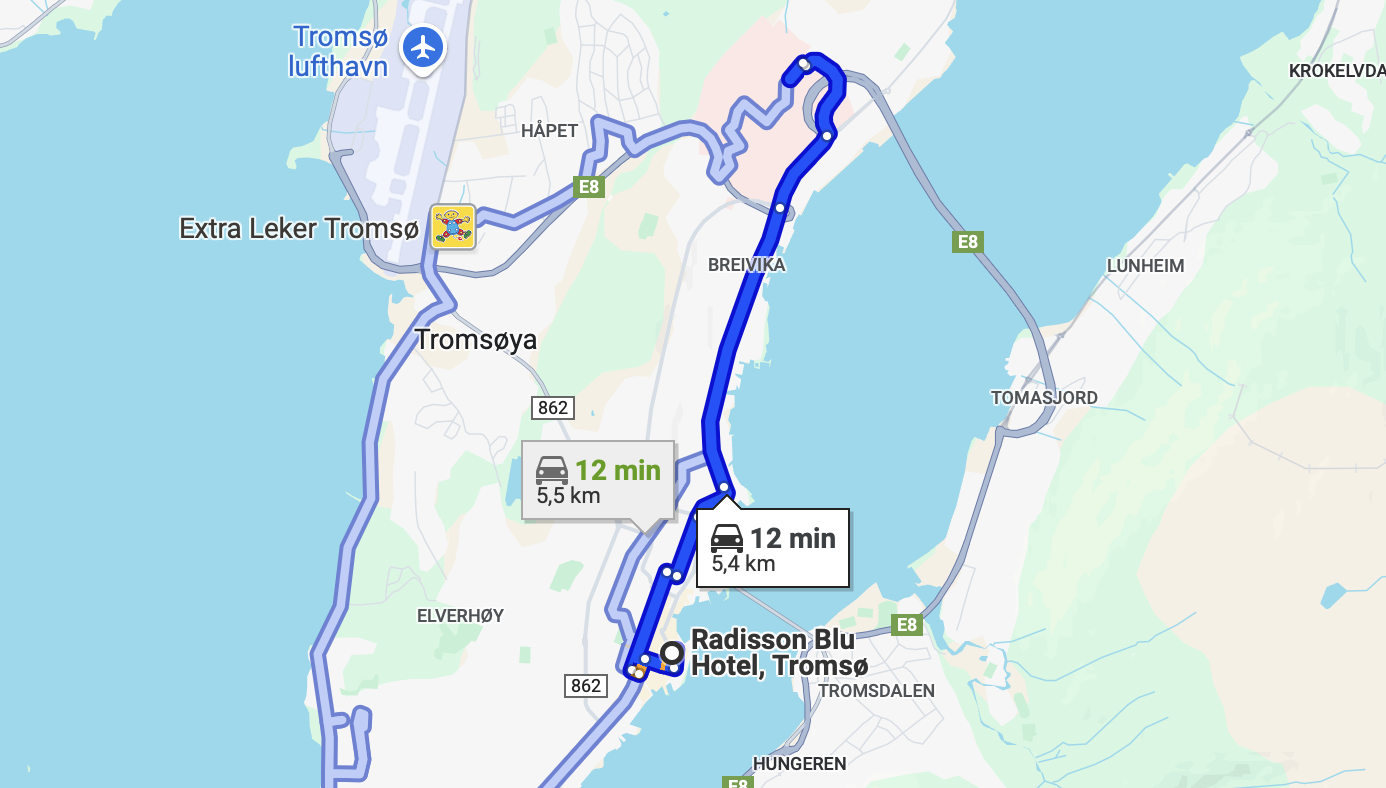 Tromsø
lufthavn
KROKELVDA
HÅPET
E8
Extra Leker Tromsø
E8
BREIVIKA
LUNHEIM
Tromsøya
TOMASJORD
862
12 min
5,5 km
12 min
5,4 km
ELVERHØY
E8
Radisson Blu
Hotel, Tromsø
862
TROMSDALEN
HUNGEREN
E8